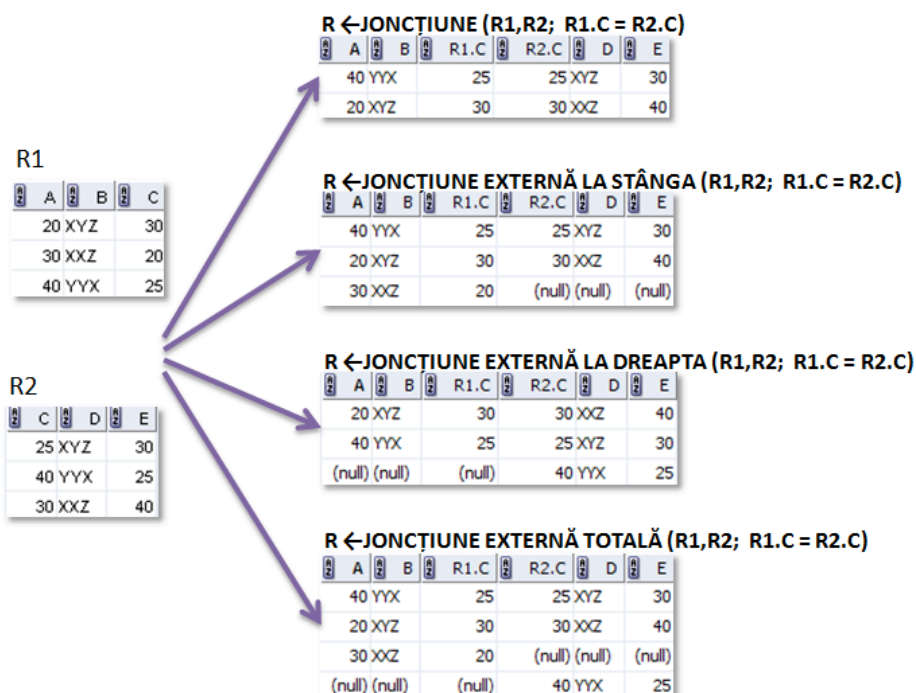 R ←JONCȚIUNE (R1,R2; R1.C = R2.C)
A B R1.C R2.C D E
40 YYX 25 25 XYZ 30
20 XYZ 30 30 XXZ 40
R1
A B C
20 XYZ 30
30 XXZ 20
40 YYX 25
R ←JONCȚIUNE EXTERNĂ LA STÂNGA (R1,R2; R1.C = R2.C)
A B R1.C R2.C D E
40 YYX 25 25 XYZ 30
20 XYZ 30 30 XXZ 40
30 XXZ 20 (null) (null) (null)
R2
C D E
25 XYZ 30
40 YYX 25
30 XXZ 40
R ←JONCȚIUNE EXTERNĂ LA DREAPTA (R1,R2; R1.C = R2.C)
A B R1.C R2.C D E
20 XYZ 30 30 XXZ 40
40 YYX 25 25 XYZ 30
(null) (null) (null) 40 YYX 25
R ←JONCȚIUNE EXTERNĂ TOTALĂ (R1,R2; R1.C = R2.C)
A B R1.C R2.C D E
40 YYX 25 25 XYZ 30
20 XYZ 30 30 XXZ 40
30 XXZ 20 (null) (null) (null)
(null) (null) (null) 40 YYX 25